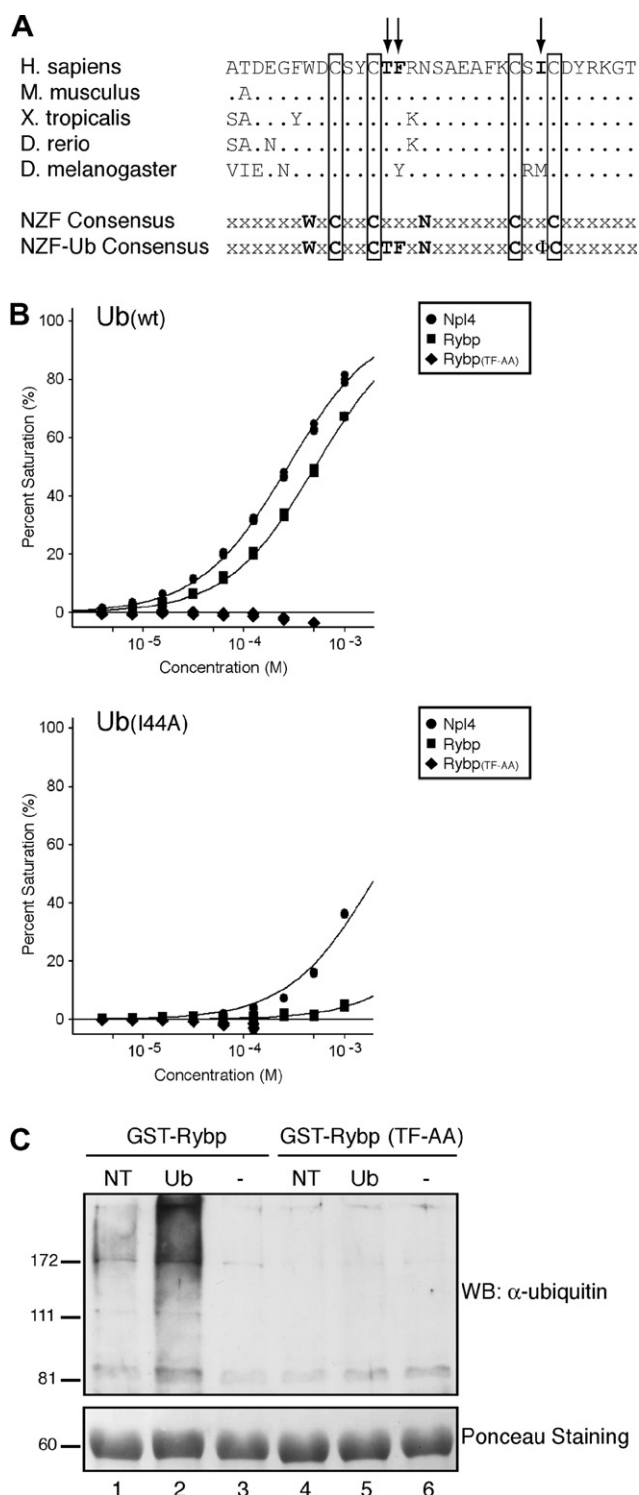 A
H. sapiens ATDEGFWDCSYCTFRNSAEAFKCSICDYRKGT
M. musculus .A..............................
X. tropicalis SA...Y........K.................
D. rerio SA.N..........K.................
D. melanogaster VIE.N........Y.........RM.......
NZF Consensus xxxxxxWxCxxCxxxNxxxxxxCxxCxxxxxx
NZF-Ub Consensus xxxxxxWxCxxCTFxNxxxxxxCxΦCxxxxxx
B
Ub(wt)
Npl4
Rybp
Rybp(TF-AA)
Percent Saturation (%)
100
80
60
40
20
0
10-5 10-4 10-3
Concentration (M)
Ub(I44A)
Npl4
Rybp
Rybp(TF-AA)
Percent Saturation (%)
100
80
60
40
20
0
10-5 10-4 10-3
Concentration (M)
C
GST-Rybp GST-Rybp (TF-AA)
NT Ub - NT Ub -
172
111
81
WB: α-ubiquitin
60
Ponceau Staining
1 2 3 4 5 6